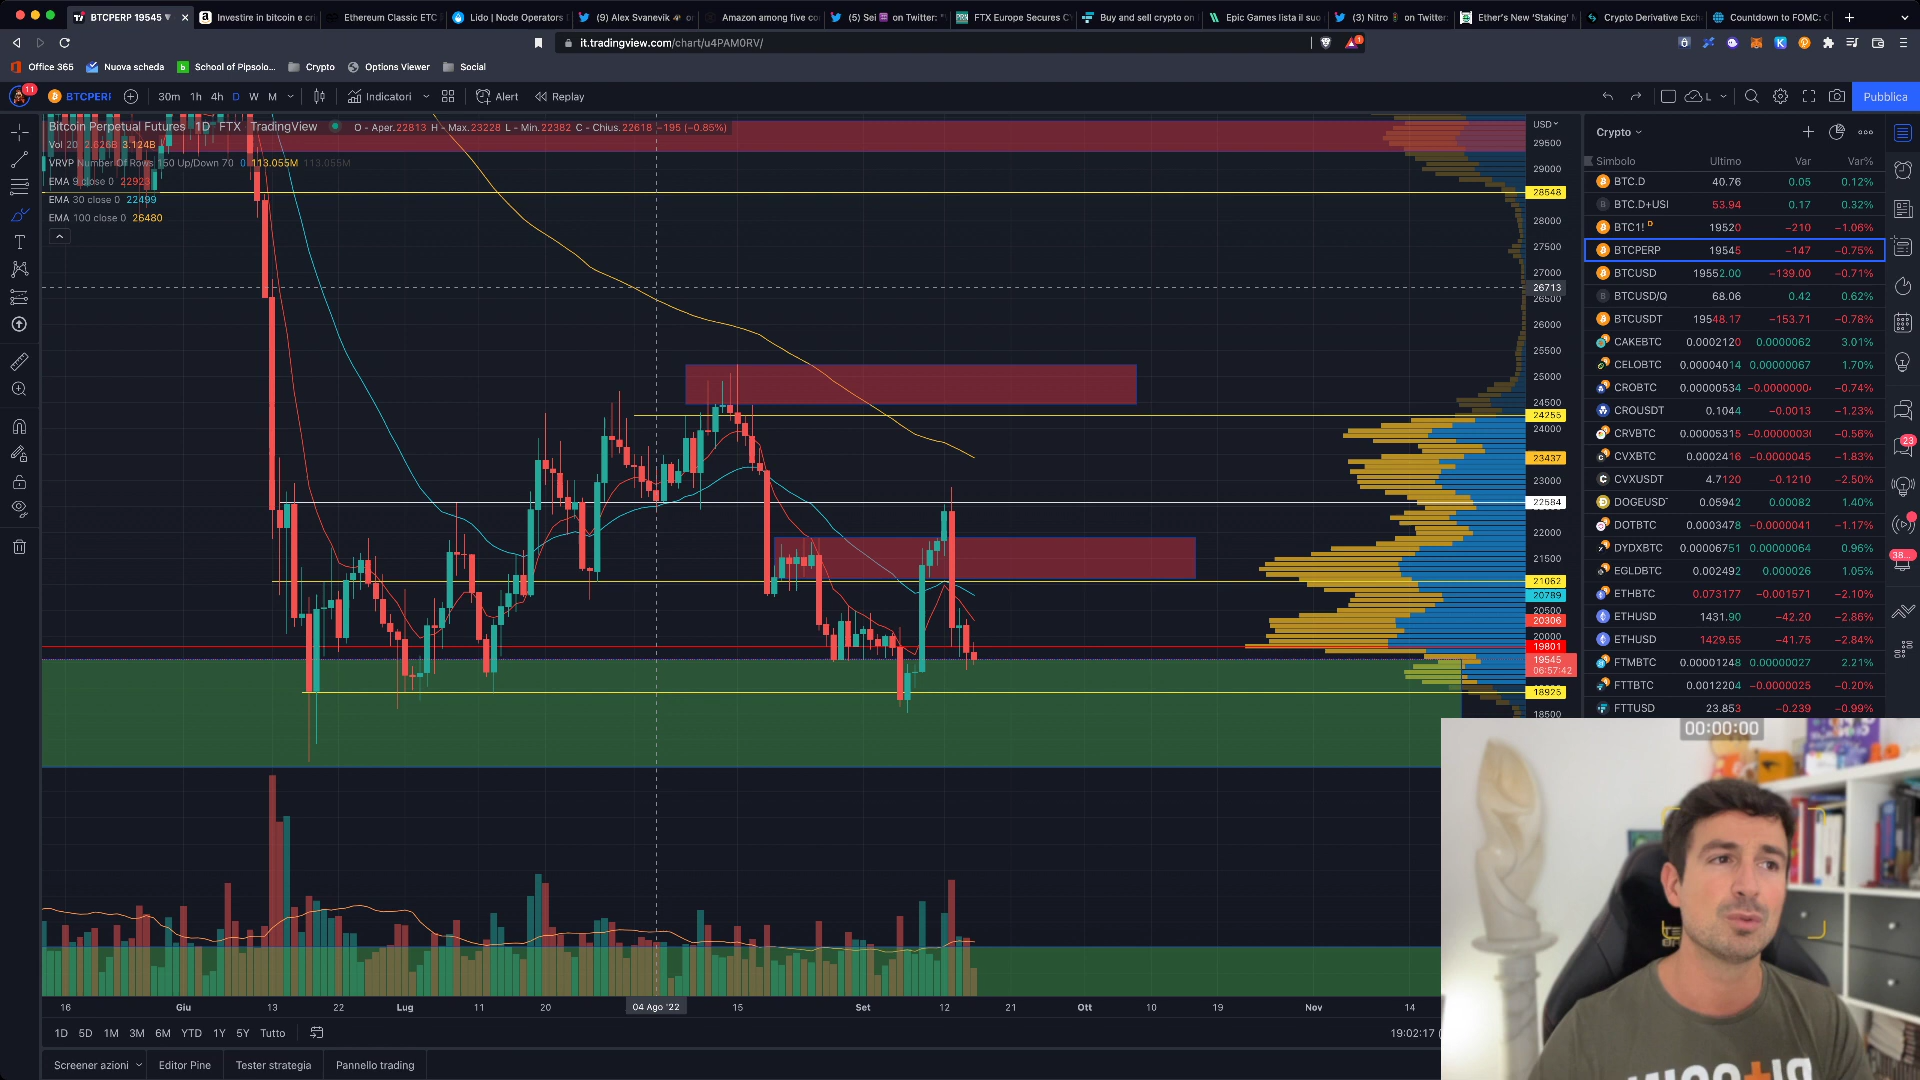 BTCPERP 19545
Investire in bitcoin e cri
Ethereum Classic ETC
Lido | Node Operators
(9) Alex Svanevik
Amazon among five co
(5) Sei on Twitter: "
FTX Europe Secures C
Buy and sell crypto on
Epic Games lista il suo
(3) Nitro on Twitter:
Ether's New 'Staking' M
Crypto Derivative Exch
Countdown to FOMC: C
it.tradingview.com/chart/u4PAM0RV/
Office 365
Nuova scheda
School of Pipsolo...
Crypto
Options Viewer
Social
11
BTCPERP
30m 1h 4h D W M
Indicatori
Alert
Replay
L
Pubblica
Bitcoin Perpetual Futures 1D FTX TradingView
O - Aper.22813 H - Max.23228 L - Min.22382 C - Chius.22618 −195 (−0.85%)
Vol 20 2.626B 3.124B
VRVP Number Of Rows 150 Up/Down 70 0 113.055M 113.055M
EMA 9 close 0 22923
EMA 30 close 0 22499
EMA 100 close 0 26480
USD
29500
29000
28548
28000
27500
27000
26713
26500
26000
25500
25000
24500
24255
24000
23437
23000
22584
22000
21500
21062
20789
20500
20306
20000
19801
19545
06:57:42
18925
18500
Crypto
Simbolo Ultimo Var Var%
BTC.D 40.76 0.05 0.12%
BTC.D+USI 53.94 0.17 0.32%
BTC1! D 19520 −210 −1.06%
BTCPERP 19545 −147 −0.75%
BTCUSD 19552.00 −139.00 −0.71%
BTCUSD/Q 68.06 0.42 0.62%
BTCUSDT 19548.17 −153.71 −0.78%
CAKEBTC 0.0002120 0.0000062 3.01%
CELOBTC 0.00004014 0.00000067 1.70%
CROBTC 0.00000534 −0.0000000 −0.74%
CROUSDT 0.1044 −0.0013 −1.23%
CRVBTC 0.00005315 −0.0000003 −0.56%
CVXBTC 0.0002416 −0.0000045 −1.83%
CVXUSDT 4.7120 −0.1210 −2.50%
DOGEUSDT 0.05942 0.00082 1.40%
DOTBTC 0.0003478 −0.0000041 −1.17%
DYDXBTC 0.00006751 0.00000064 0.96%
EGLDBTC 0.002492 0.000026 1.05%
ETHBTC 0.073177 −0.001571 −2.10%
ETHUSD 1431.90 −42.20 −2.86%
ETHUSD 1429.55 −41.75 −2.84%
FTMBTC 0.00001248 0.00000027 2.21%
FTTBTC 0.0012204 −0.0000025 −0.20%
FTTUSD 23.853 −0.239 −0.99%
23
38...
00:00:00
16 Giu 13 22 Lug 11 20 04 Ago '22 15 Set 12 21 Ott 10 19 Nov 14
1D 5D 1M 3M 6M YTD 1Y 5Y Tutto
19:02:17 (
Screener azioni
Editor Pine
Tester strategia
Pannello trading